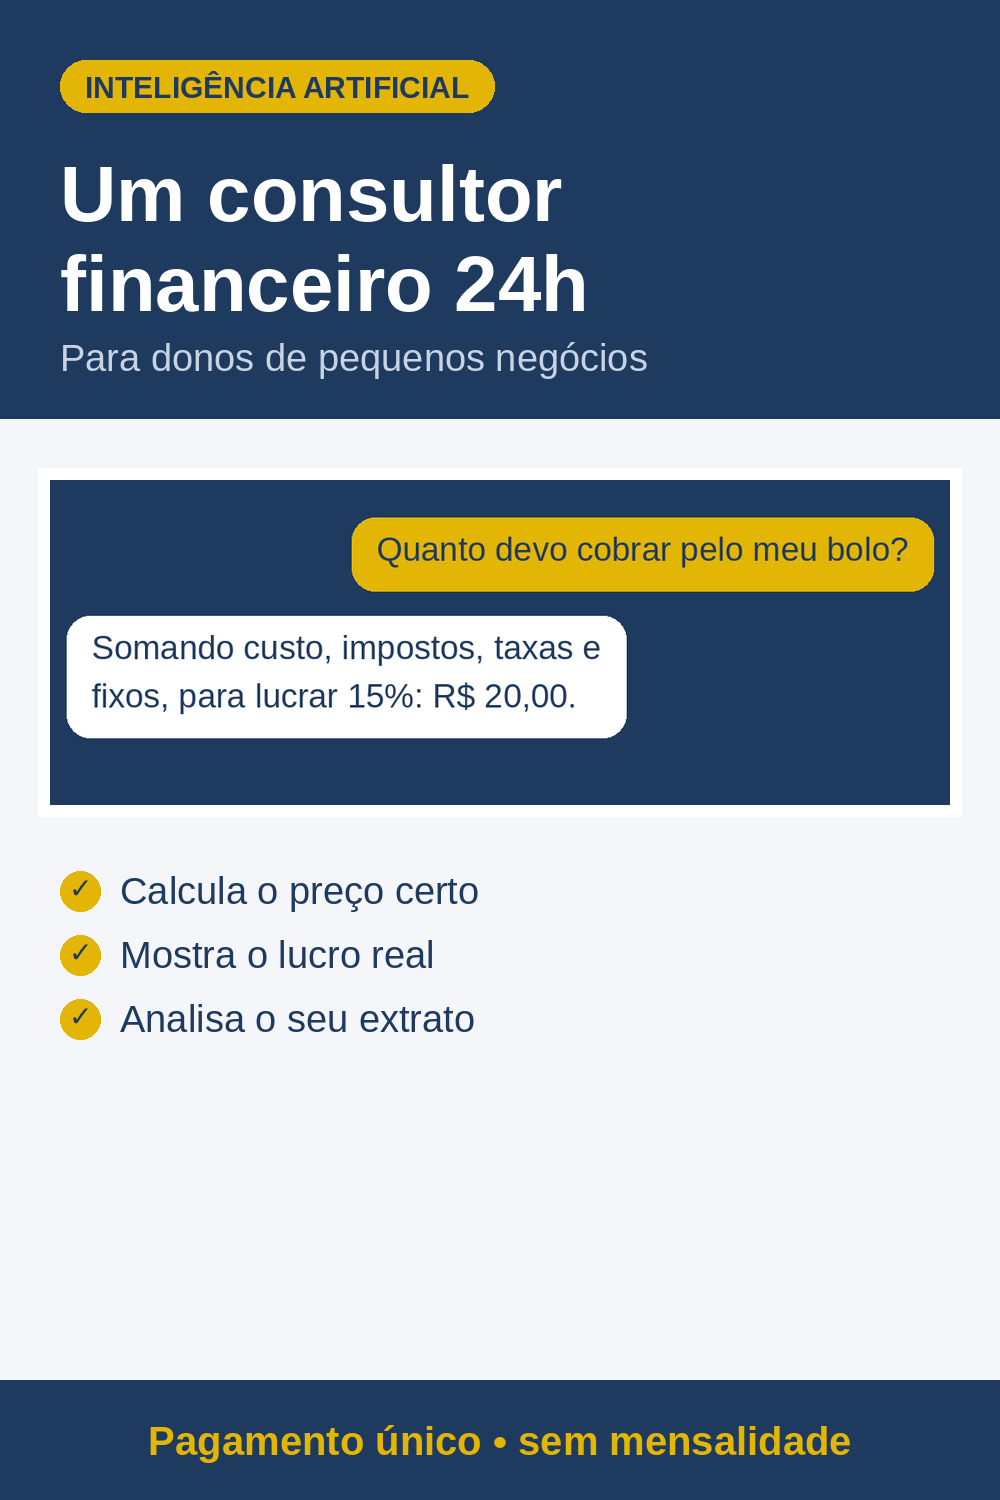 INTELIGÊNCIA ARTIFICIAL
Um consultor
financeiro 24h
Para donos de pequenos negócios
Quanto devo cobrar pelo meu bolo?
Somando custo, impostos, taxas e
fixos, para lucrar 15%: R$ 20,00.
✓ Calcula o preço certo
✓ Mostra o lucro real
✓ Analisa o seu extrato
Pagamento único • sem mensalidade